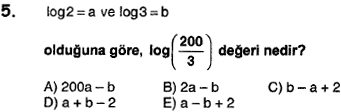 5. log2 = a ve log3 = b
olduğuna göre, log(200/3) değeri nedir?
A) 200a – b B) 2a – b C) b – a + 2
D) a + b – 2 E) a – b + 2